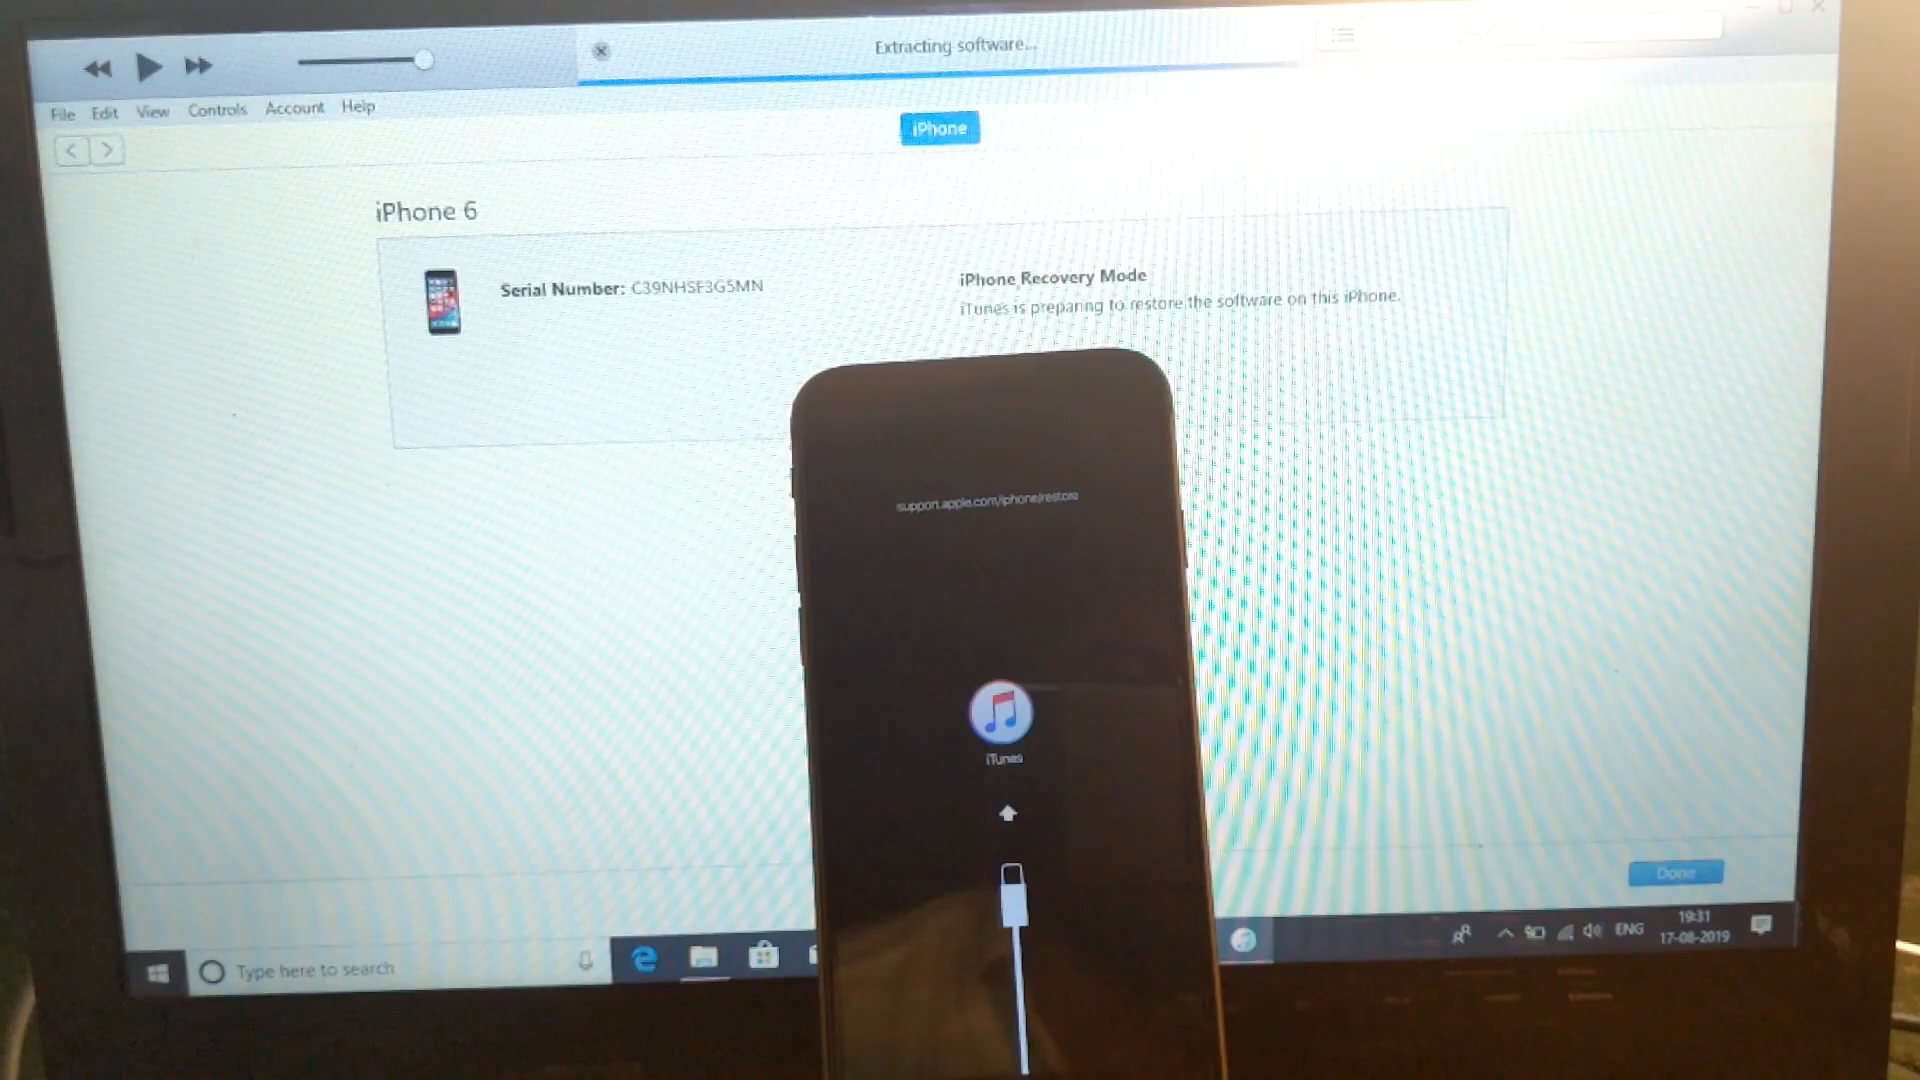 Extracting software...
File Edit View Controls Account Help
iPhone
iPhone 6
Serial Number: C39NHSF3G5MN
iPhone Recovery Mode
iTunes is preparing to restore the software on this iPhone.
support.apple.com/iphone/restore
iTunes
Done
Type here to search
ENG
19:31
17-08-2019